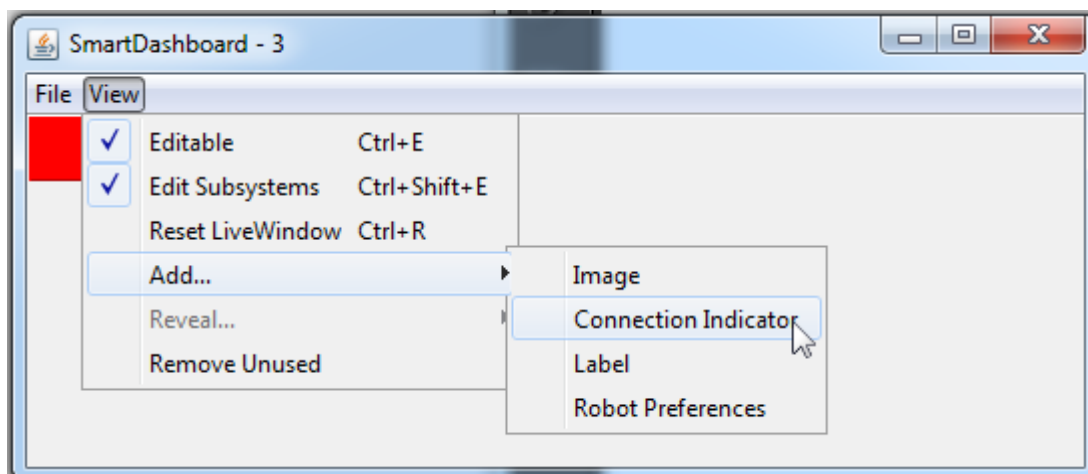 SmartDashboard - 3
File View
Editable Ctrl+E
Edit Subsystems Ctrl+Shift+E
Reset LiveWindow Ctrl+R
Add...
Image
Reveal...
Connection Indicator
Remove Unused
Label
Robot Preferences